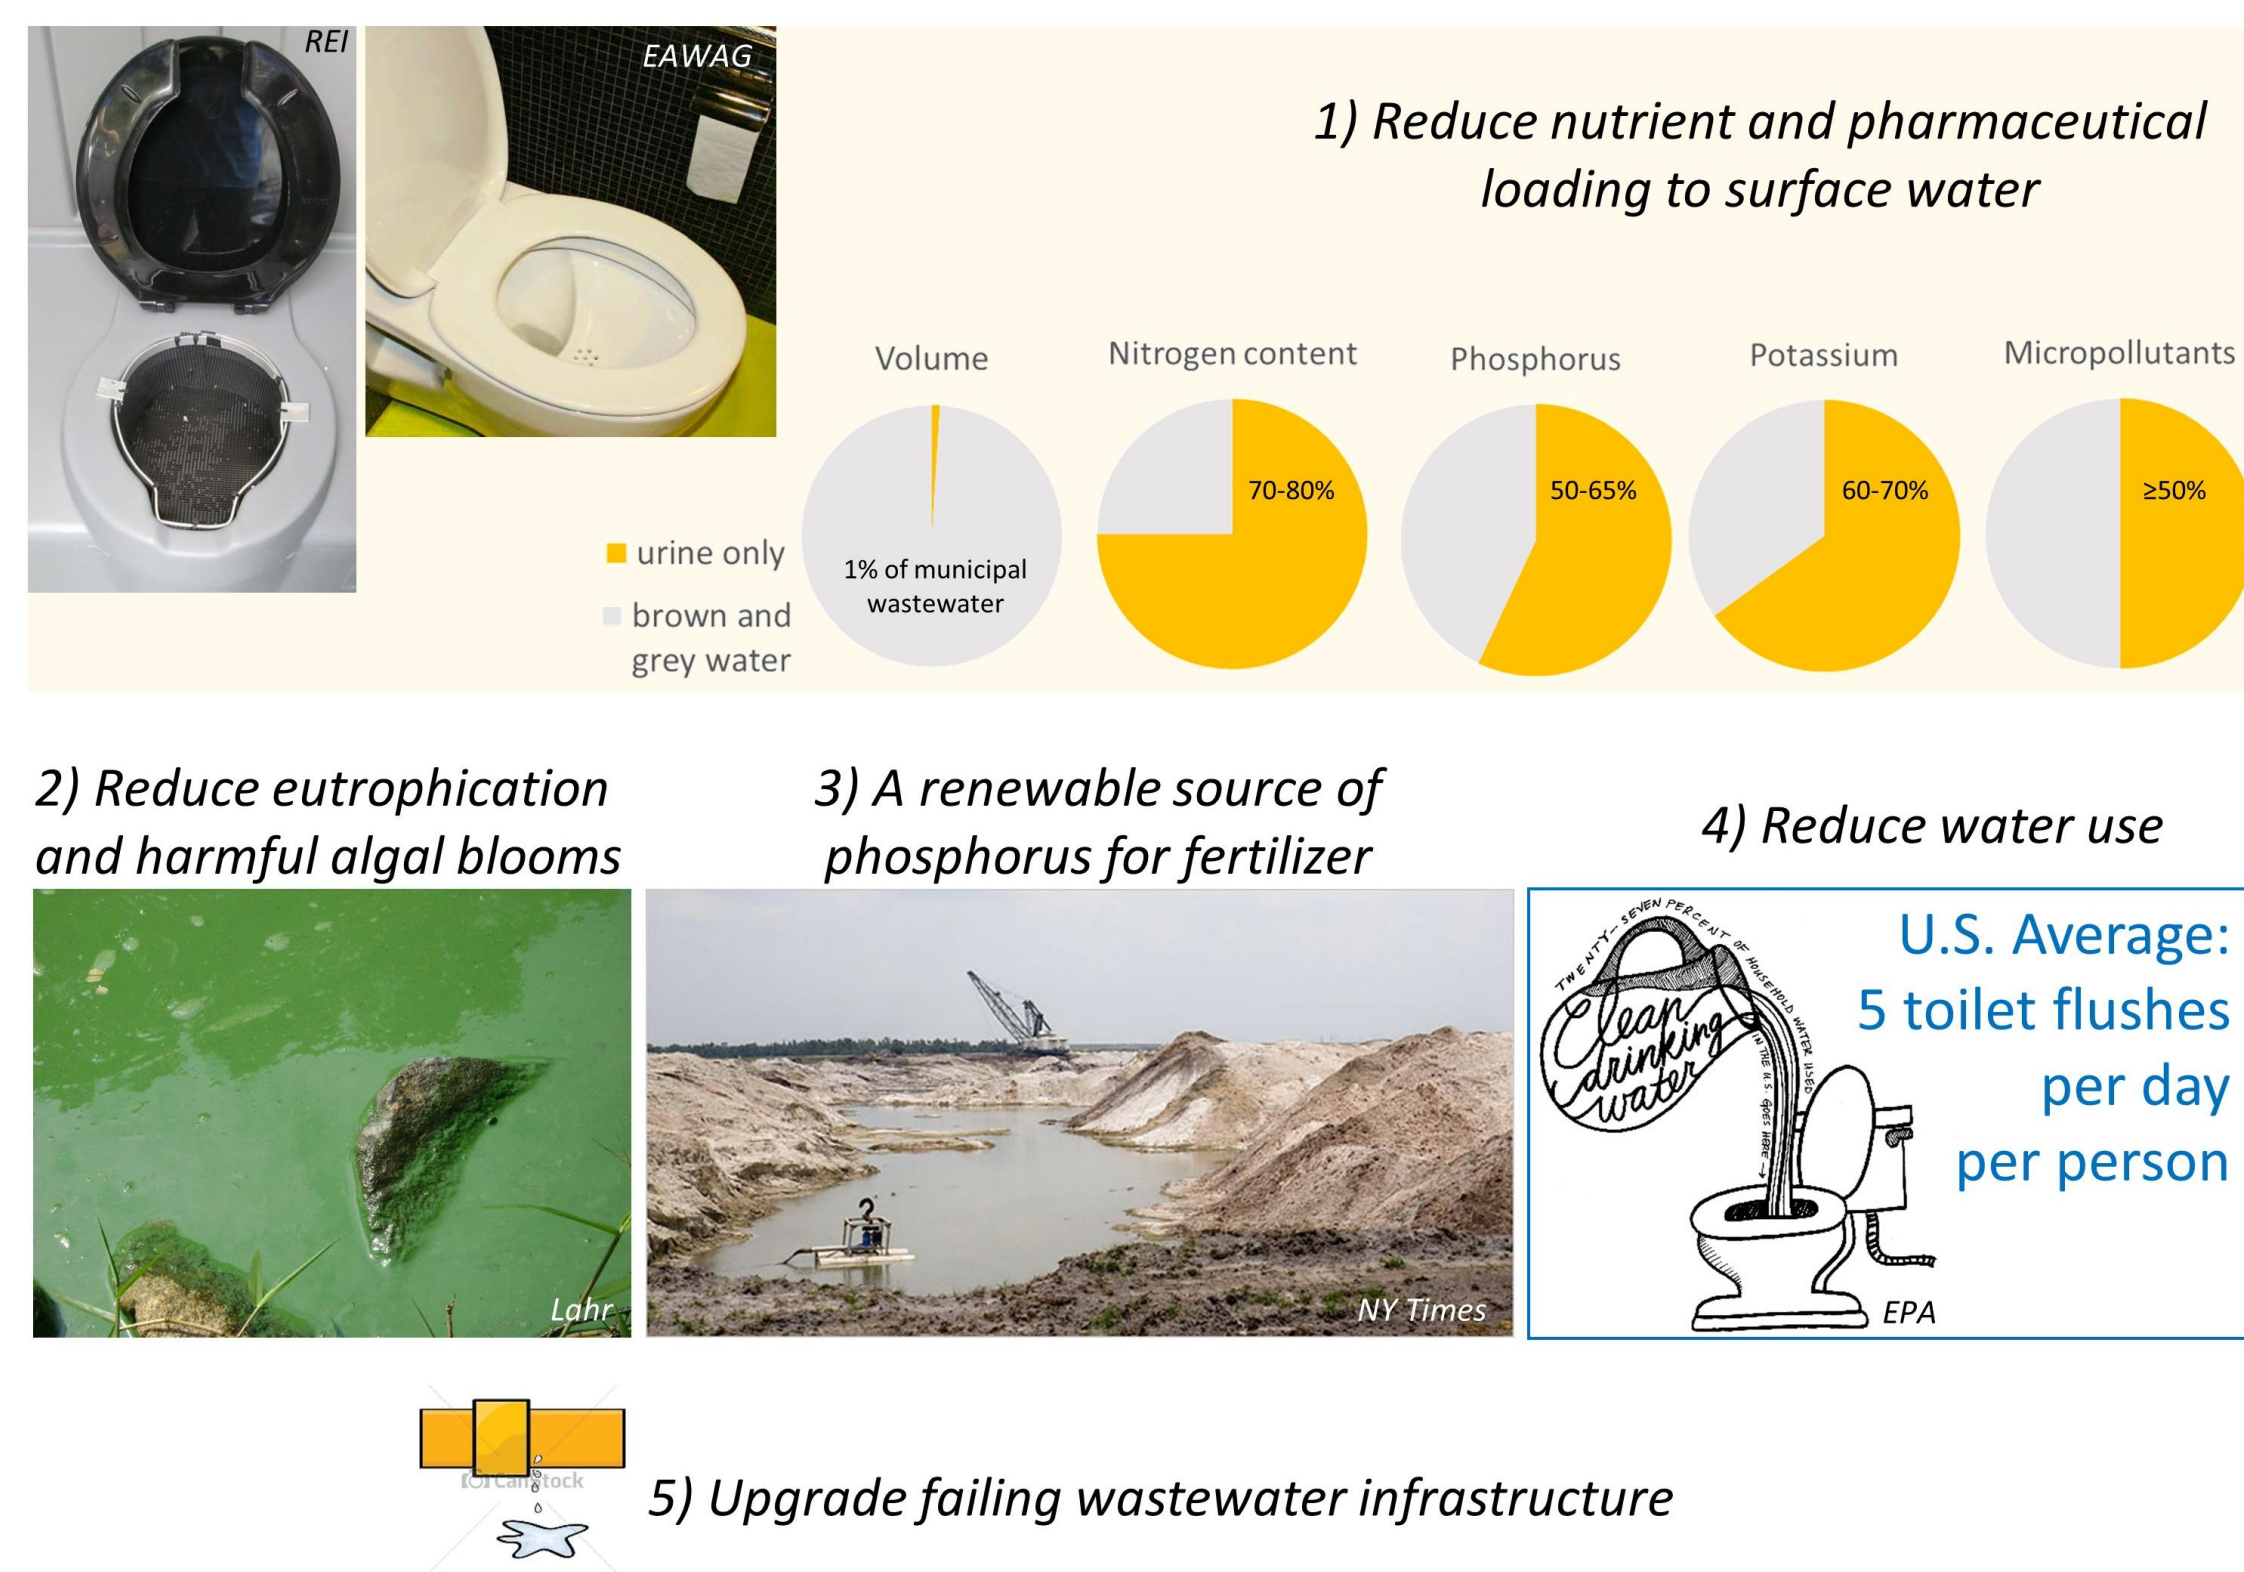 REI
EAWAG
1) Reduce nutrient and pharmaceutical
loading to surface water
Volume
Nitrogen content
Phosphorus
Potassium
Micropollutants
70-80%
50-65%
60-70%
≥50%
1% of municipal
wastewater
urine only
brown and
grey water
2) Reduce eutrophication
and harmful algal blooms
3) A renewable source of
phosphorus for fertilizer
4) Reduce water use
TWENTY-SEVEN PERCENT OF HOUSEHOLD WATER USED
IN THE U.S. GOES HERE →
Clean
drinking
water
U.S. Average:
5 toilet flushes
per day
per person
Lahr
NY Times
EPA
CanStock
5) Upgrade failing wastewater infrastructure